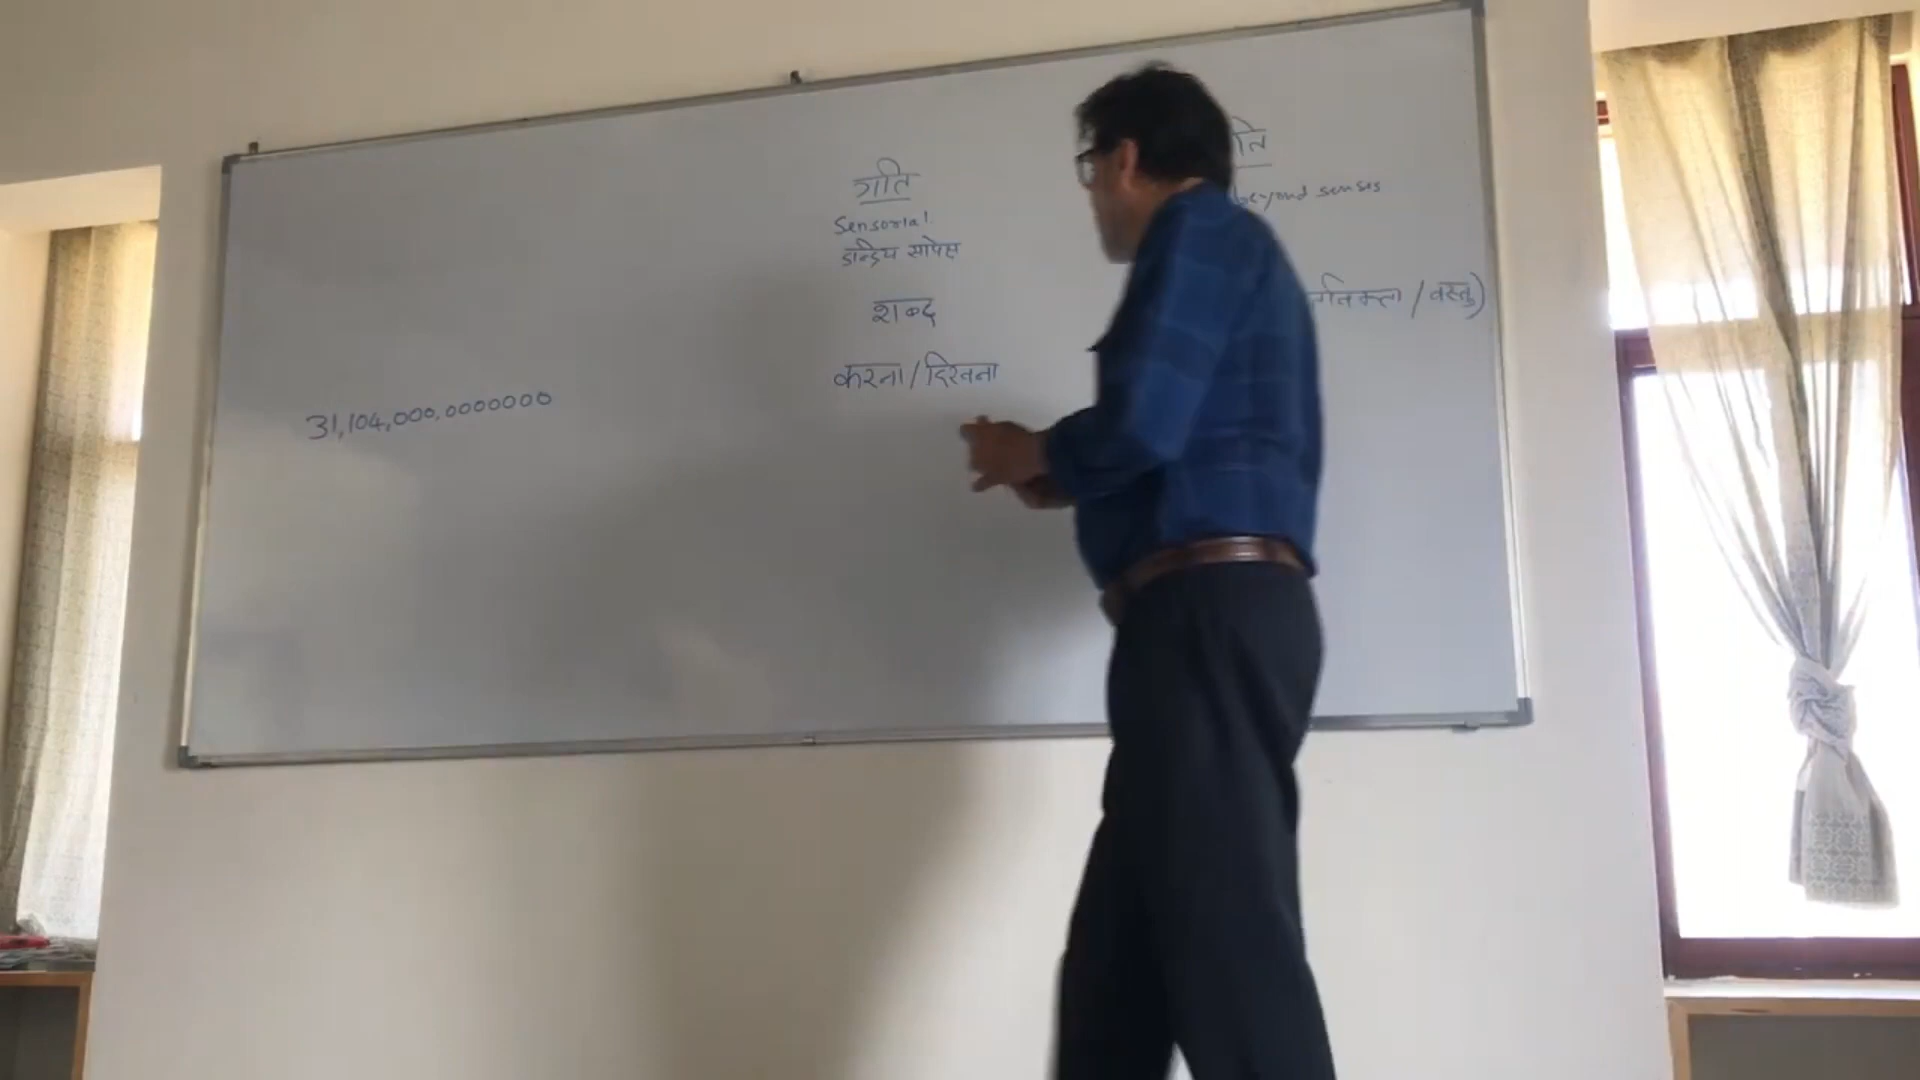 31,104,000,0000000
गति
Sensorial
इन्द्रिय सापेक्ष
शब्द
करना/दिखना
ति
beyond senses
/ वस्तु)